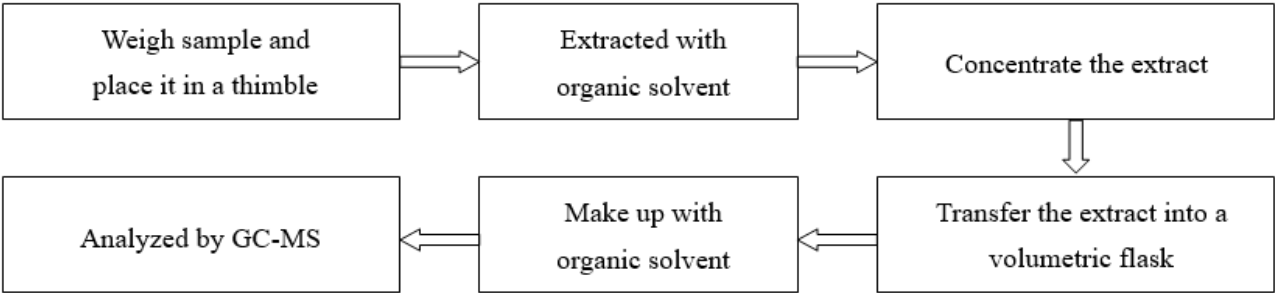 Weigh sample and
place it in a thimble
Extracted with
organic solvent
Concentrate the extract
Transfer the extract into a
volumetric flask
Make up with
organic solvent
Analyzed by GC-MS